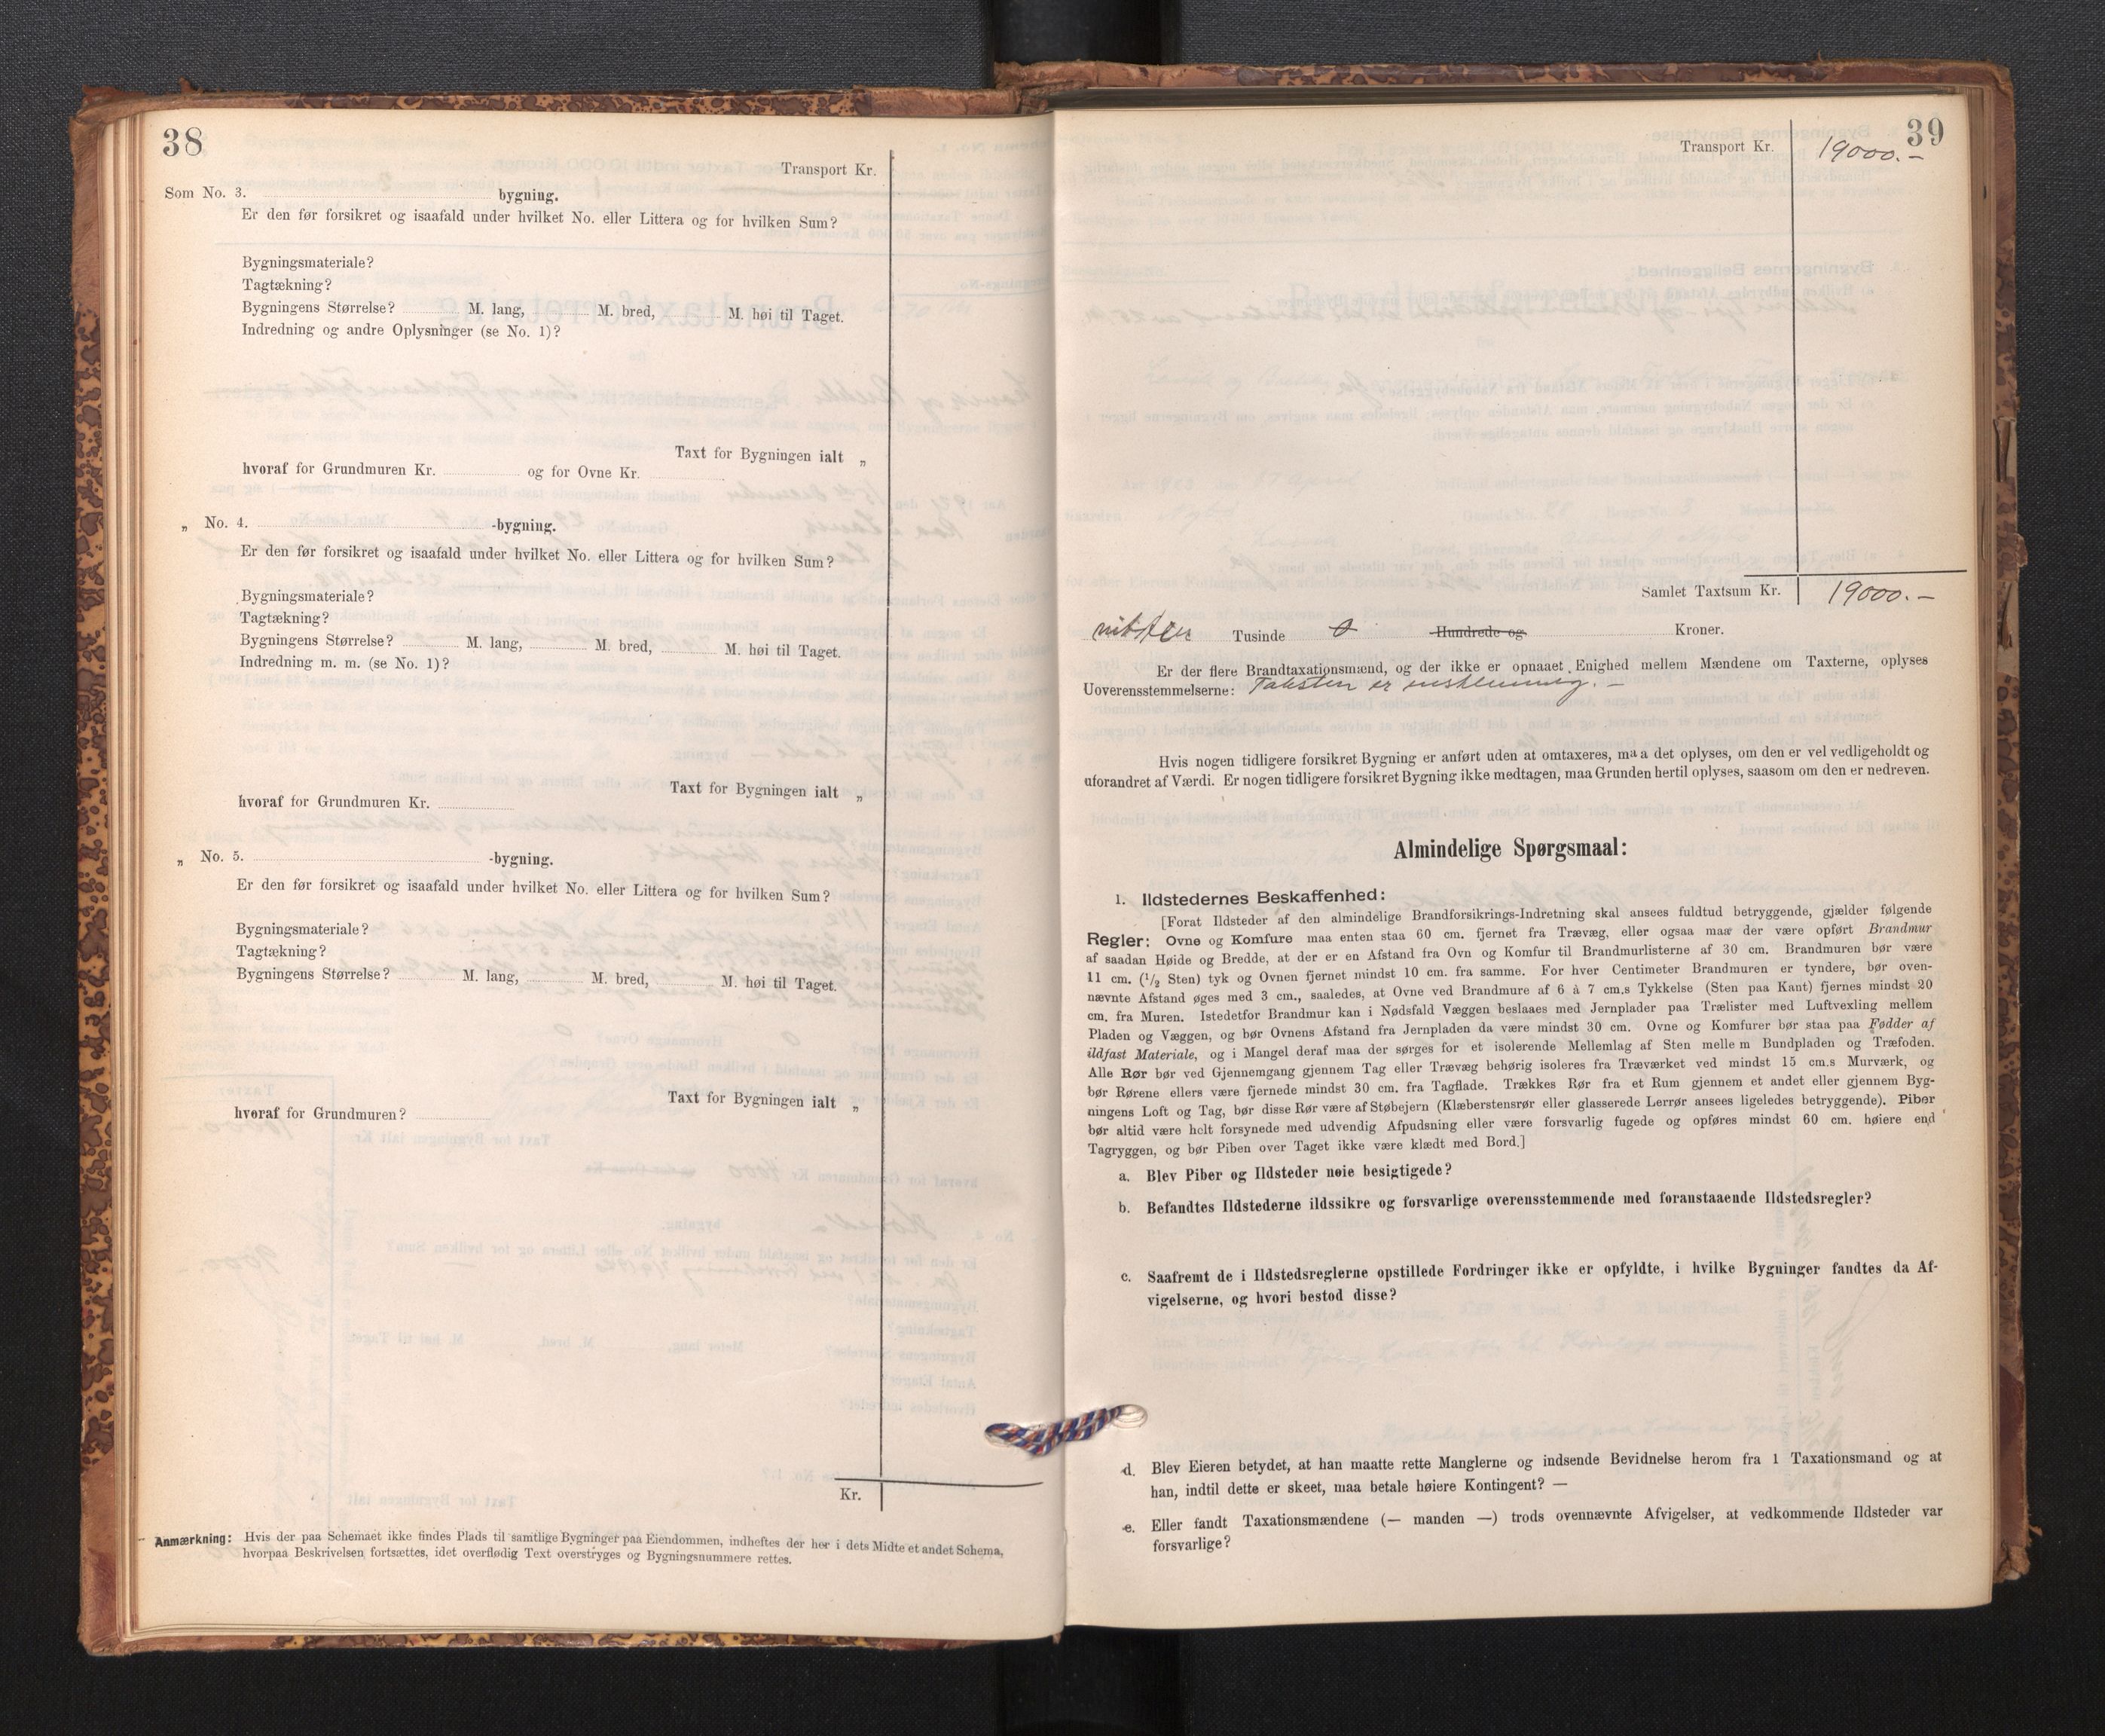 38
Transport Kr.
Som No. 3. bygning.
Er den før forsikret og isaafald under hvilket No. eller Littera og for hvilken Sum?
Bygningsmateriale?
Tagtækning?
Bygningens Størrelse? M. lang, M. bred, M. høi til Taget.
Indredning og andre Oplysninger (se No. 1)?
Taxt for Bygningen ialt „
hvoraf for Grundmuren Kr. og for Ovne Kr.
„ No. 4. -bygning.
Er den før forsikret og isaafald under hvilket No. eller Littera og for hvilken Sum?
Bygningsmateriale?
Tagtækning?
Bygningens Størrelse? M. lang, M. bred, M. høi til Taget.
Indredning m. m. (se No. 1)?
Taxt for Bygningen ialt „
hvoraf for Grundmuren Kr.
„ No. 5. -bygning.
Er den før forsikret og isaafald under hvilket No. eller Littera og for hvilken Sum?
Bygningsmateriale?
Tagtækning?
Bygningens Størrelse? M. lang, M. bred, M. høi til Taget.
Taxt for Bygningen ialt „
hvoraf for Grundmuren?
Kr.
Anmærkning: Hvis der paa Schemaet ikke findes Plads til samtlige Bygninger paa Eiendommen, indheftes der her i dets Midte et andet Schema,
hvorpaa Beskrivelsen fortsættes, idet overflødig Text overstryges og Bygningsnummere rettes.
39
Transport Kr. 19000.-
Samlet Taxtsum Kr. 19000.-
nitten Tusinde 0 Hundrede og Kroner.
Er der flere Brandtaxationsmænd, og der ikke er opnaaet Enighed mellem Mændene om Taxterne, oplyses
Uoverensstemmelserne: Taksten er enstemmig. -
Hvis nogen tidligere forsikret Bygning er anført uden at omtaxeres, maa det oplyses, om den er vel vedligeholdt og
uforandret af Værdi. Er nogen tidligere forsikret Bygning ikke medtagen, maa Grunden hertil oplyses, saasom om den er nedreven.
Almindelige Spørgsmaal:
1. Ildstedernes Beskaffenhed:
[Forat Ildsteder af den almindelige Brandforsikrings-Indretning skal ansees fuldtud betryggende, gjælder følgende
Regler: Ovne og Komfure maa enten staa 60 cm. fjernet fra Trævæg, eller ogsaa maa der være opført Brandmur
af saadan Høide og Bredde, at der er en Afstand fra Ovn og Komfur til Brandmurlisterne af 30 cm. Brandmuren bør være
11 cm. (1/2 Sten) tyk og Ovnen fjernet mindst 10 cm. fra samme. For hver Centimeter Brandmuren er tyndere, bør oven-
nævnte Afstand øges med 3 cm., saaledes, at Ovne ved Brandmure af 6 à 7 cm.s Tykkelse (Sten paa Kant) fjernes mindst 20
cm. fra Muren. Istedetfor Brandmur kan i Nødsfald Væggen beslaaes med Jernplader paa Trælister med Luftvexling mellem
Pladen og Væggen, og bør Ovnens Afstand fra Jernpladen da være mindst 30 cm. Ovne og Komfurer bør staa paa Fødder af
ildfast Materiale, og i Mangel deraf maa der sørges for et isolerende Mellemlag af Sten mellem Bundpladen og Træfoden.
Alle Rør bør ved Gjennemgang gjennem Tag eller Trævæg behørig isoleres fra Træværket ved mindst 15 cm.s Murværk, og
bør Rørene ellers være fjernede mindst 30 cm. fra Tagflade. Trækkes Rør fra et Rum gjennem et andet eller gjennem Byg-
ningens Loft og Tag, bør disse Rør være af Støbejern (Klæberstensrør eller glasserede Lerrør ansees ligeledes betryggende). Piber
bør altid være helt forsynede med udvendig Afpudsning eller være forsvarlig fugede og opføres mindst 60 cm. høiere end
Tagryggen, og bør Piben over Taget ikke være klædt med Bord.]
a. Blev Piber og Ildsteder nøie besigtigede?
b. Befandtes Ildstederne ildssikre og forsvarlige overensstemmende med foranstaaende Ildstedsregler?
c. Saafremt de i Ildstedsreglerne opstillede Fordringer ikke er opfyldte, i hvilke Bygninger fandtes da Af-
vigelserne, og hvori bestod disse?
d. Blev Eieren betydet, at han maatte rette Manglerne og indsende Bevidnelse herom fra 1 Taxationsmand og at
han, indtil dette er skeet, maa betale høiere Kontingent? —
e. Eller fandt Taxationsmændene (— manden —) trods ovennævnte Afvigelser, at vedkommende Ildsteder var
forsvarlige?